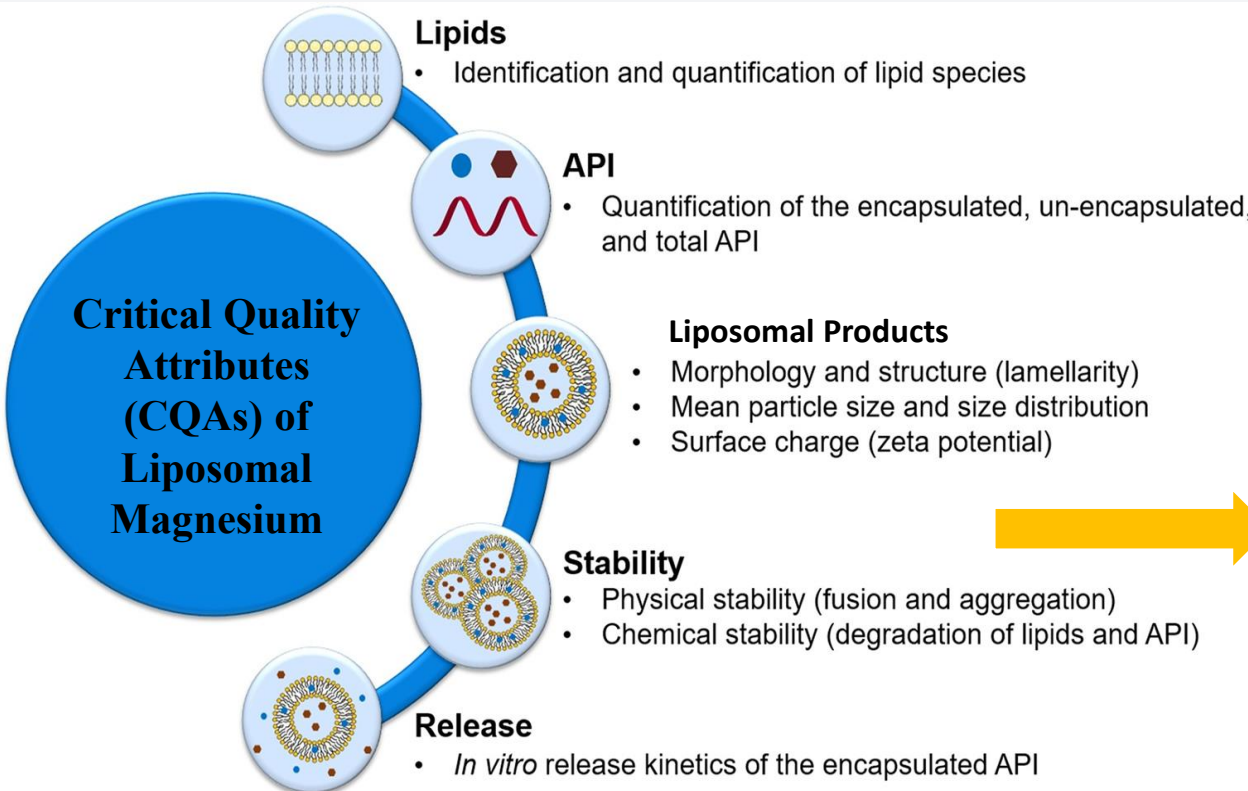 Lipids
• Identification and quantification of lipid species
API
• Quantification of the encapsulated, un-encapsulated,
and total API
Critical Quality
Attributes
(CQAs) of
Liposomal
Magnesium
Liposomal Products
• Morphology and structure (lamellarity)
• Mean particle size and size distribution
• Surface charge (zeta potential)
Stability
• Physical stability (fusion and aggregation)
• Chemical stability (degradation of lipids and API)
Release
• In vitro release kinetics of the encapsulated API